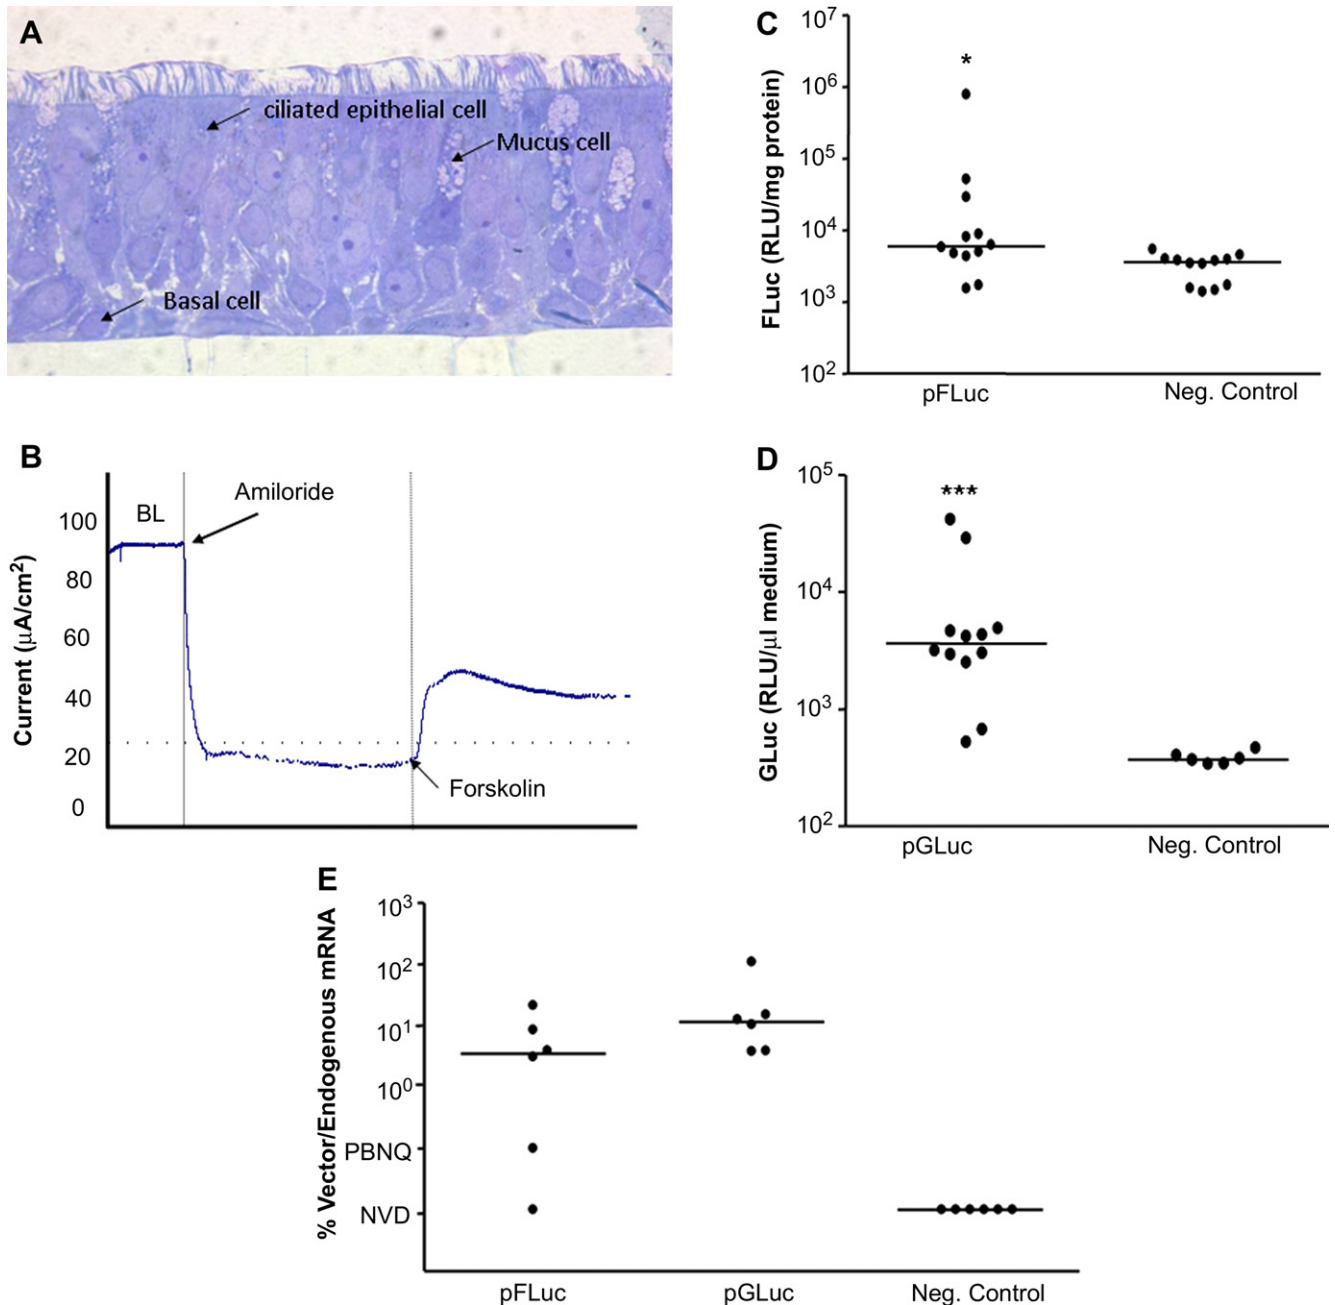 A
ciliated epithelial cell
Mucus cell
Basal cell
B
Current (μA/cm²)
100
80
60
40
20
0
BL
Amiloride
Forskolin
C
FLuc (RLU/mg protein)
10⁷
10⁶
10⁵
10⁴
10³
10²
*
pFLuc
Neg. Control
D
GLuc (RLU/μl medium)
10⁵
10⁴
10³
10²
***
pGLuc
Neg. Control
E
% Vector/Endogenous mRNA
10³
10²
10¹
10⁰
PBNQ
NVD
pFLuc
pGLuc
Neg. Control